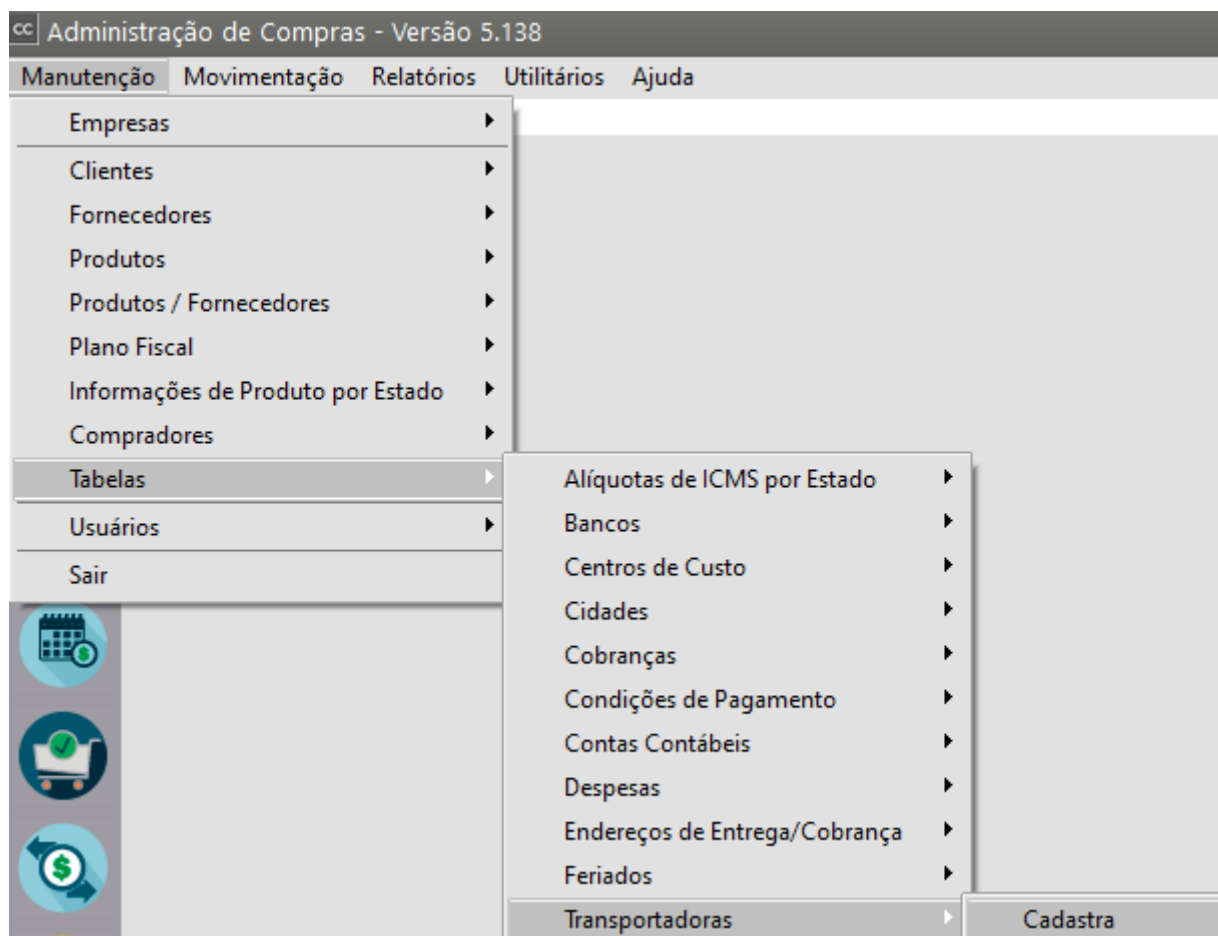 cc Administração de Compras - Versão 5.138
Manutenção Movimentação Relatórios Utilitários Ajuda
Empresas
Clientes
Fornecedores
Produtos
Produtos / Fornecedores
Plano Fiscal
Informações de Produto por Estado
Compradores
Tabelas
Usuários
Sair
Alíquotas de ICMS por Estado
Bancos
Centros de Custo
Cidades
Cobranças
Condições de Pagamento
Contas Contábeis
Despesas
Endereços de Entrega/Cobrança
Feriados
Transportadoras
Cadastra